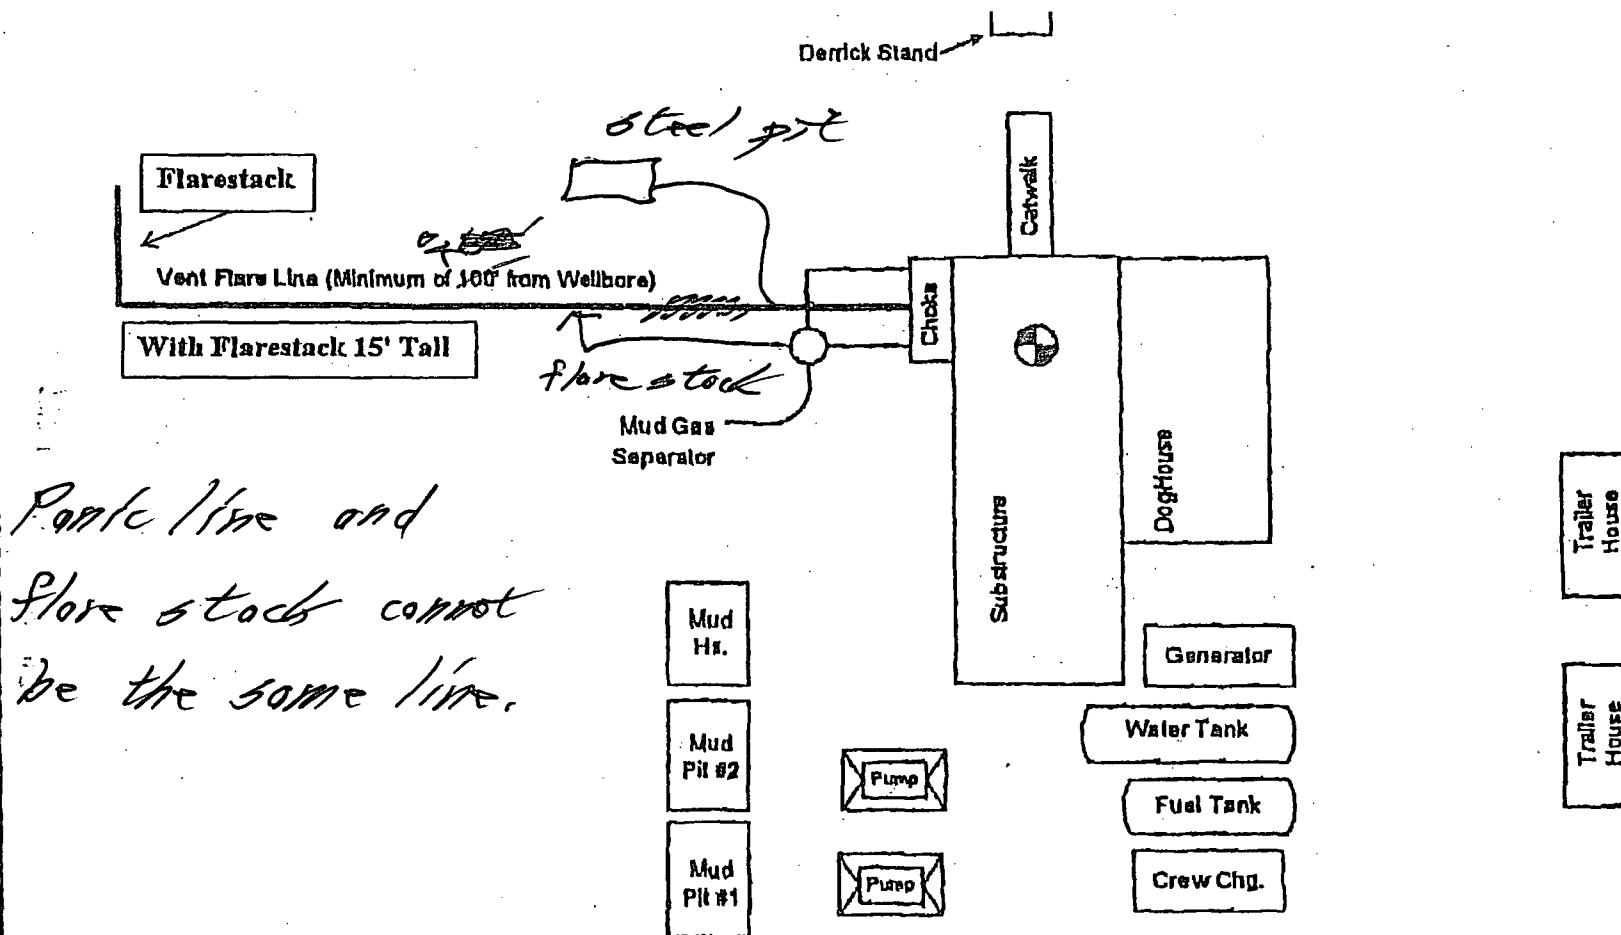 Derrick Stand
steel pit
Flarestack
Catwalk
Vent Flare Line (Minimum of 100' from Wellbore)
Choke
With Flarestack 15' Tall
flare stack
Mud Gas
Separator
DogHouse
Substructure
Panic line and
flare stack cannot
be the same line.
Trailer
House
Mud
Hs.
Generator
Mud
Pit #2
Pump
Water Tank
Trailer
House
Fuel Tank
Mud
Pit #1
Pump
Crew Chg.